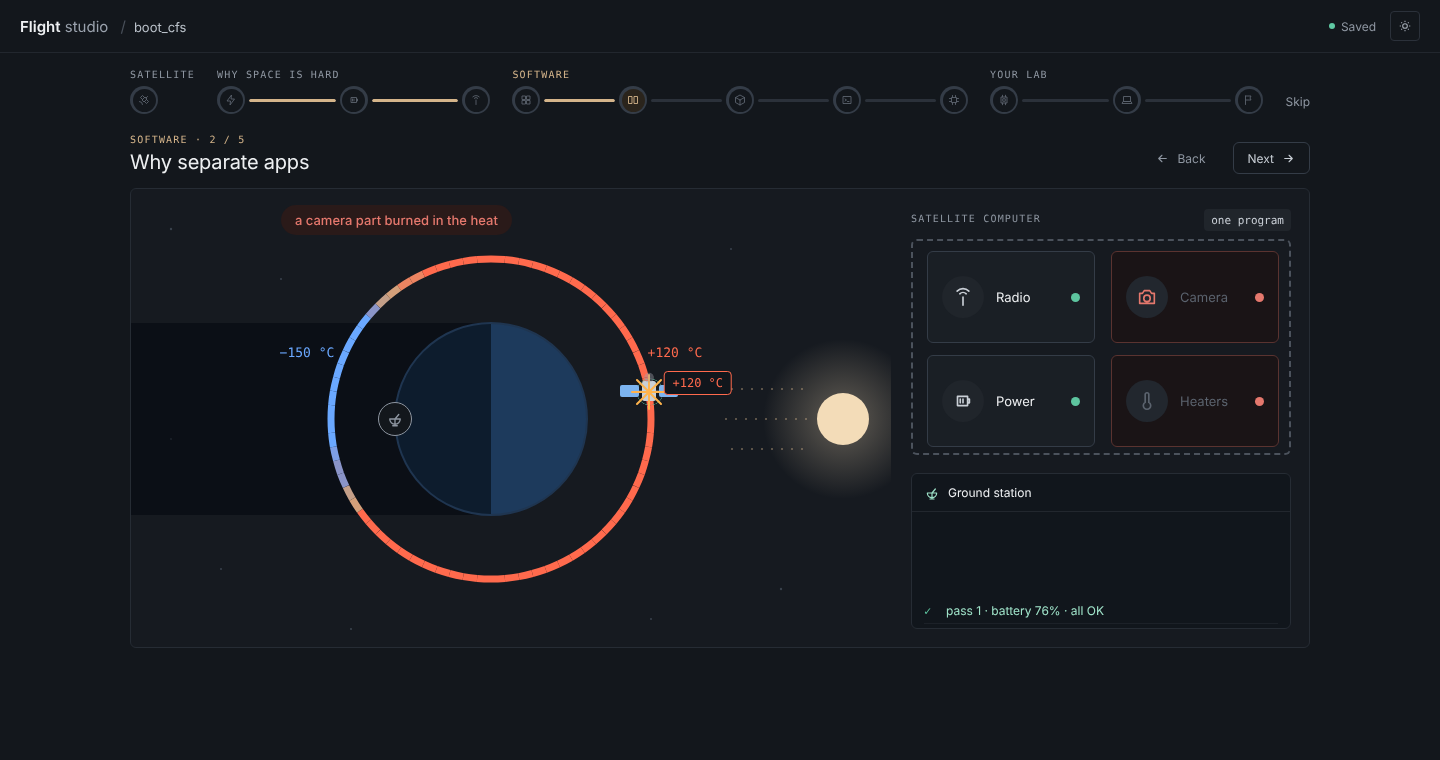 Flight studio / boot_cfs
Saved
SATELLITE
WHY SPACE IS HARD
SOFTWARE
YOUR LAB
Skip
SOFTWARE · 2 / 5
Why separate apps
← Back
Next →
a camera part burned in the heat
−150 °C
+120 °C
+120 °C
SATELLITE COMPUTER
one program
Radio
Camera
Power
Heaters
Ground station
✓ pass 1 · battery 76% · all OK